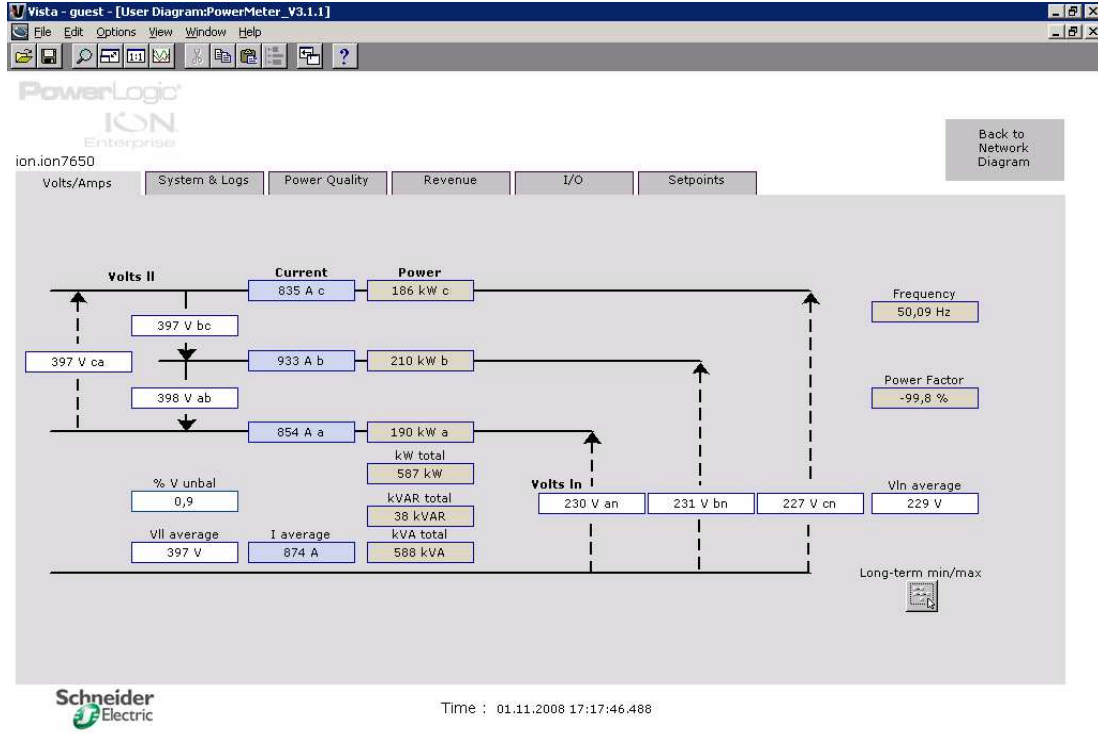 Vista - guest - [User Diagram:PowerMeter_V3.1.1]
File Edit Options View Window Help
PowerLogic
ION
Enterprise
ion.ion7650
Back to
Network
Diagram
Volts/Amps System & Logs Power Quality Revenue I/O Setpoints
Volts ll Current Power
835 A c 186 kW c
Frequency
50,09 Hz
397 V bc
397 V ca 933 A b 210 kW b
Power Factor
-99,8 %
398 V ab
854 A a 190 kW a
kW total
587 kW
% V unbal Volts ln Vln average
0,9 kVAR total 230 V an 231 V bn 227 V cn 229 V
38 kVAR
Vll average I average kVA total
397 V 874 A 588 kVA
Long-term min/max
Schneider
Electric
Time : 01.11.2008 17:17:46.488